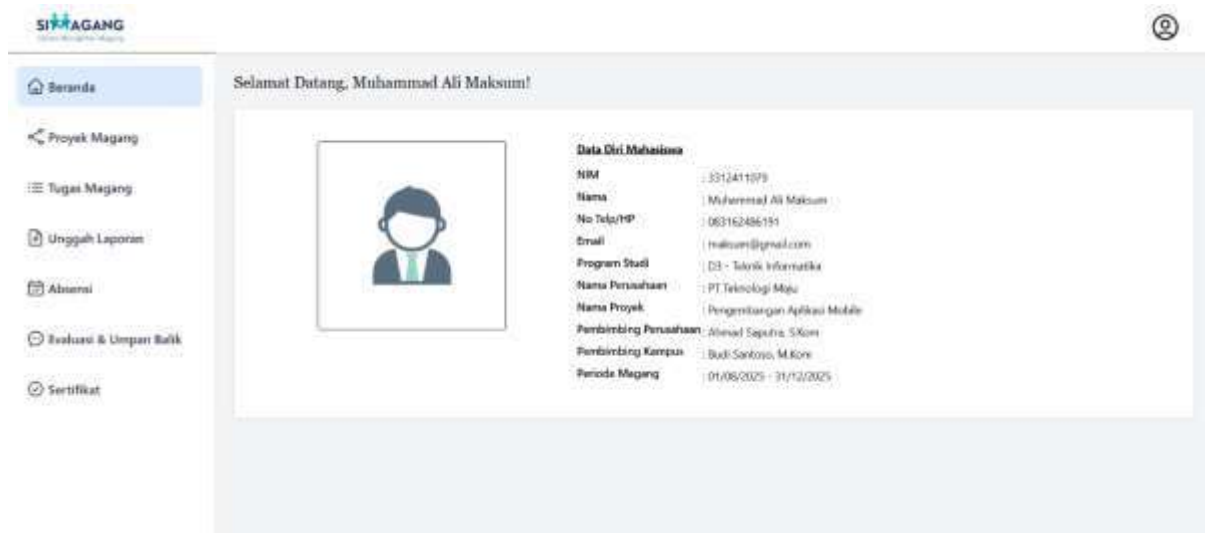 SIMAGANG
Beranda
Proyek Magang
Tugas Magang
Unggah Laporan
Absensi
Evaluasi & Umpan Balik
Sertifikat
Selamat Datang, Muhammad Ali Maksum!
Data Diri Mahasiswa
NIM : 3312411079
Nama : Muhammad Ali Maksum
No Telp/HP : 083162486191
Email : maksum@gmail.com
Program Studi : D3 - Teknik Informatika
Nama Perusahaan : PT Teknologi Maju
Nama Proyek : Pengembangan Aplikasi Mobile
Pembimbing Perusahaan : Ahmad Saputra, S.Kom
Pembimbing Kampus : Budi Santoso, M.Kom
Periode Magang : 01/08/2025 - 31/12/2025